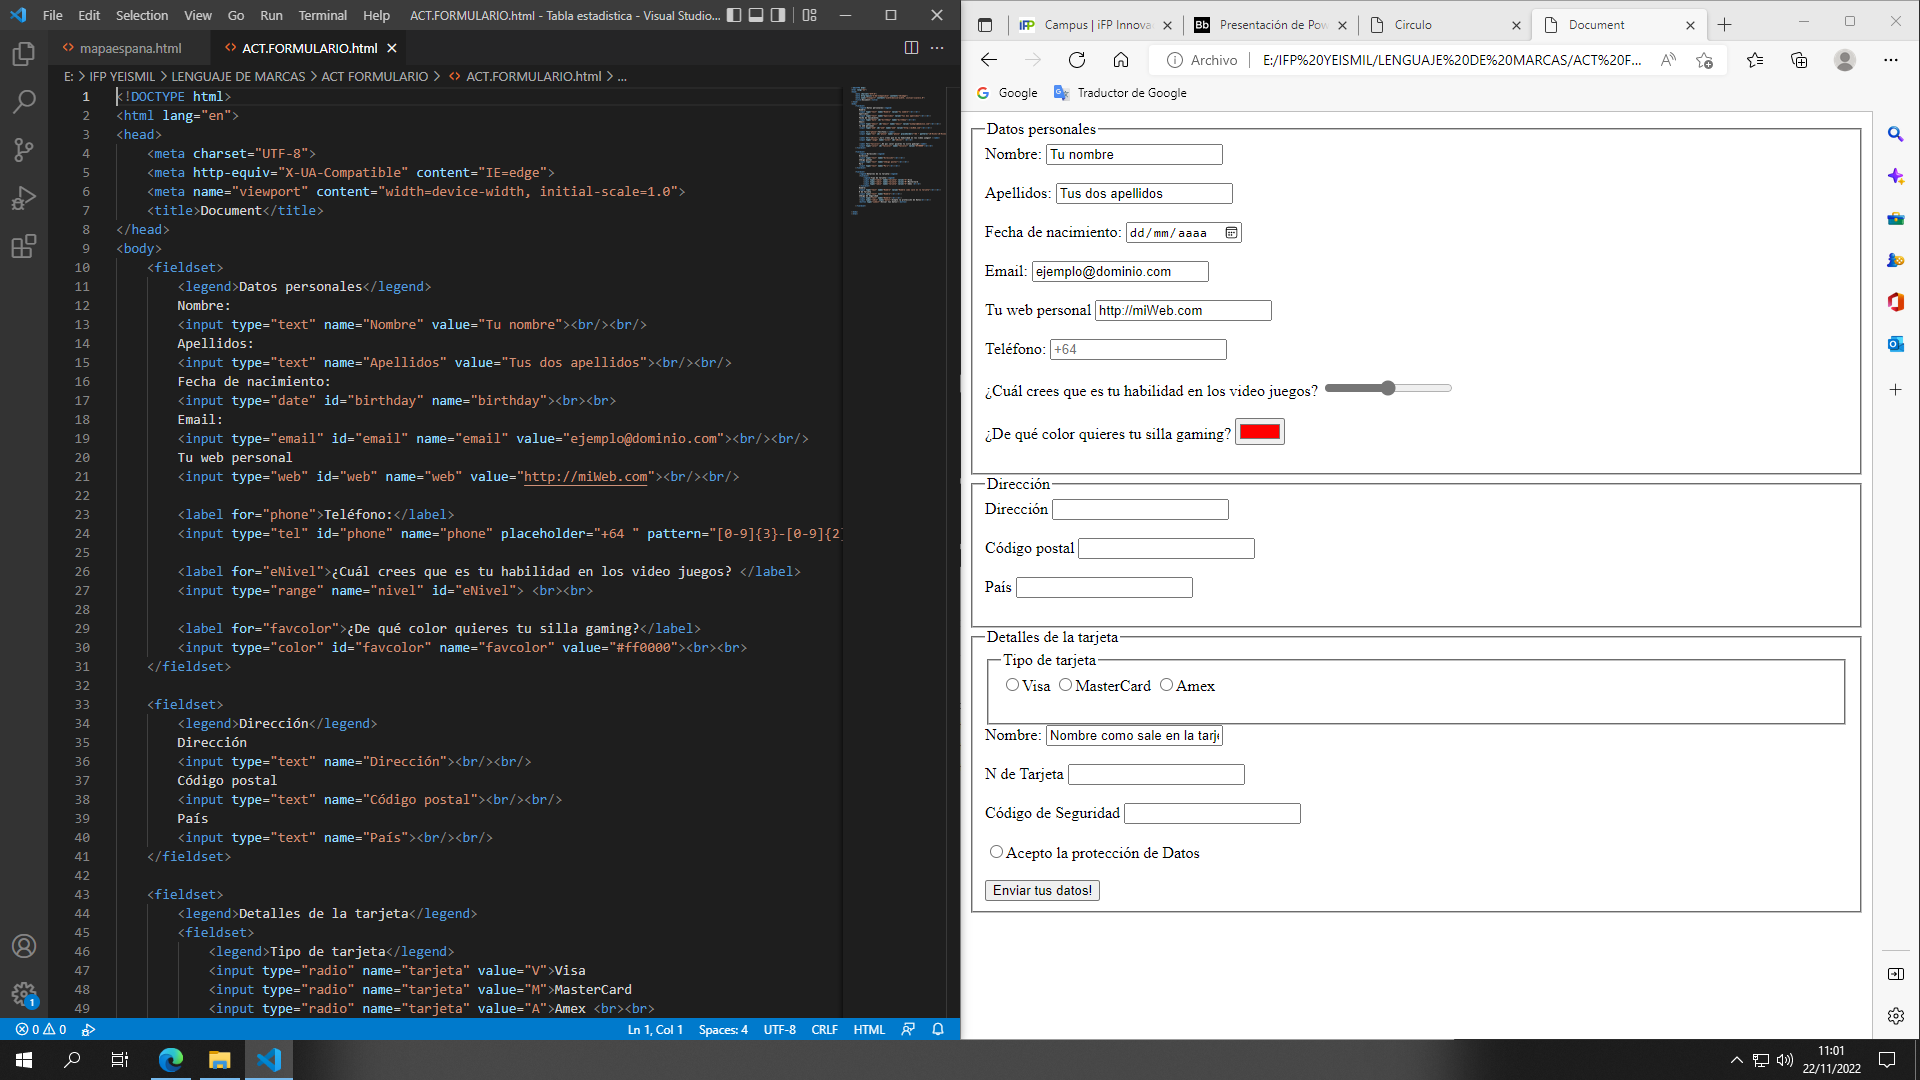 File Edit Selection View Go Run Terminal Help ACT.FORMULARIO.html - Tabla estadistica - Visual Studio...
mapaespana.html ACT.FORMULARIO.html
E: > IFP YEISMIL > LENGUAJE DE MARCAS > ACT FORMULARIO > ACT.FORMULARIO.html > ...
1 <!DOCTYPE html>
2 <html lang="en">
3 <head>
4 <meta charset="UTF-8">
5 <meta http-equiv="X-UA-Compatible" content="IE=edge">
6 <meta name="viewport" content="width=device-width, initial-scale=1.0">
7 <title>Document</title>
8 </head>
9 <body>
10 <fieldset>
11 <legend>Datos personales</legend>
12 Nombre:
13 <input type="text" name="Nombre" value="Tu nombre"><br/><br/>
14 Apellidos:
15 <input type="text" name="Apellidos" value="Tus dos apellidos"><br/><br/>
16 Fecha de nacimiento:
17 <input type="date" id="birthday" name="birthday"><br><br>
18 Email:
19 <input type="email" id="email" name="email" value="ejemplo@dominio.com"><br/><br/>
20 Tu web personal
21 <input type="web" id="web" name="web" value="http://miWeb.com"><br/><br/>
22
23 <label for="phone">Teléfono:</label>
24 <input type="tel" id="phone" name="phone" placeholder="+64 " pattern="[0-9]{3}-[0-9]{2]
25
26 <label for="eNivel">¿Cuál crees que es tu habilidad en los video juegos? </label>
27 <input type="range" name="nivel" id="eNivel"> <br><br>
28
29 <label for="favcolor">¿De qué color quieres tu silla gaming?</label>
30 <input type="color" id="favcolor" name="favcolor" value="#ff0000"><br><br>
31 </fieldset>
32
33 <fieldset>
34 <legend>Dirección</legend>
35 Dirección
36 <input type="text" name="Dirección"><br/><br/>
37 Código postal
38 <input type="text" name="Código postal"><br/><br/>
39 País
40 <input type="text" name="País"><br/><br/>
41 </fieldset>
42
43 <fieldset>
44 <legend>Detalles de la tarjeta</legend>
45 <fieldset>
46 <legend>Tipo de tarjeta</legend>
47 <input type="radio" name="tarjeta" value="V">Visa
48 <input type="radio" name="tarjeta" value="M">MasterCard
49 <input type="radio" name="tarjeta" value="A">Amex <br><br>
1
0 0 Ln 1, Col 1 Spaces: 4 UTF-8 CRLF HTML
iFP Campus | iFP Innova Bb Presentación de Pow Circulo Document
Archivo E:/IFP%20YEISMIL/LENGUAJE%20DE%20MARCAS/ACT%20F...
Google Traductor de Google
Datos personales
Nombre: Tu nombre
Apellidos: Tus dos apellidos
Fecha de nacimiento: dd/mm/aaaa
Email: ejemplo@dominio.com
Tu web personal http://miWeb.com
Teléfono: +64
¿Cuál crees que es tu habilidad en los video juegos?
¿De qué color quieres tu silla gaming?
Dirección
Dirección
Código postal
País
Detalles de la tarjeta
Tipo de tarjeta
Visa MasterCard Amex
Nombre: Nombre como sale en la tarje
N de Tarjeta
Código de Seguridad
Acepto la protección de Datos
Enviar tus datos!
11:01
22/11/2022